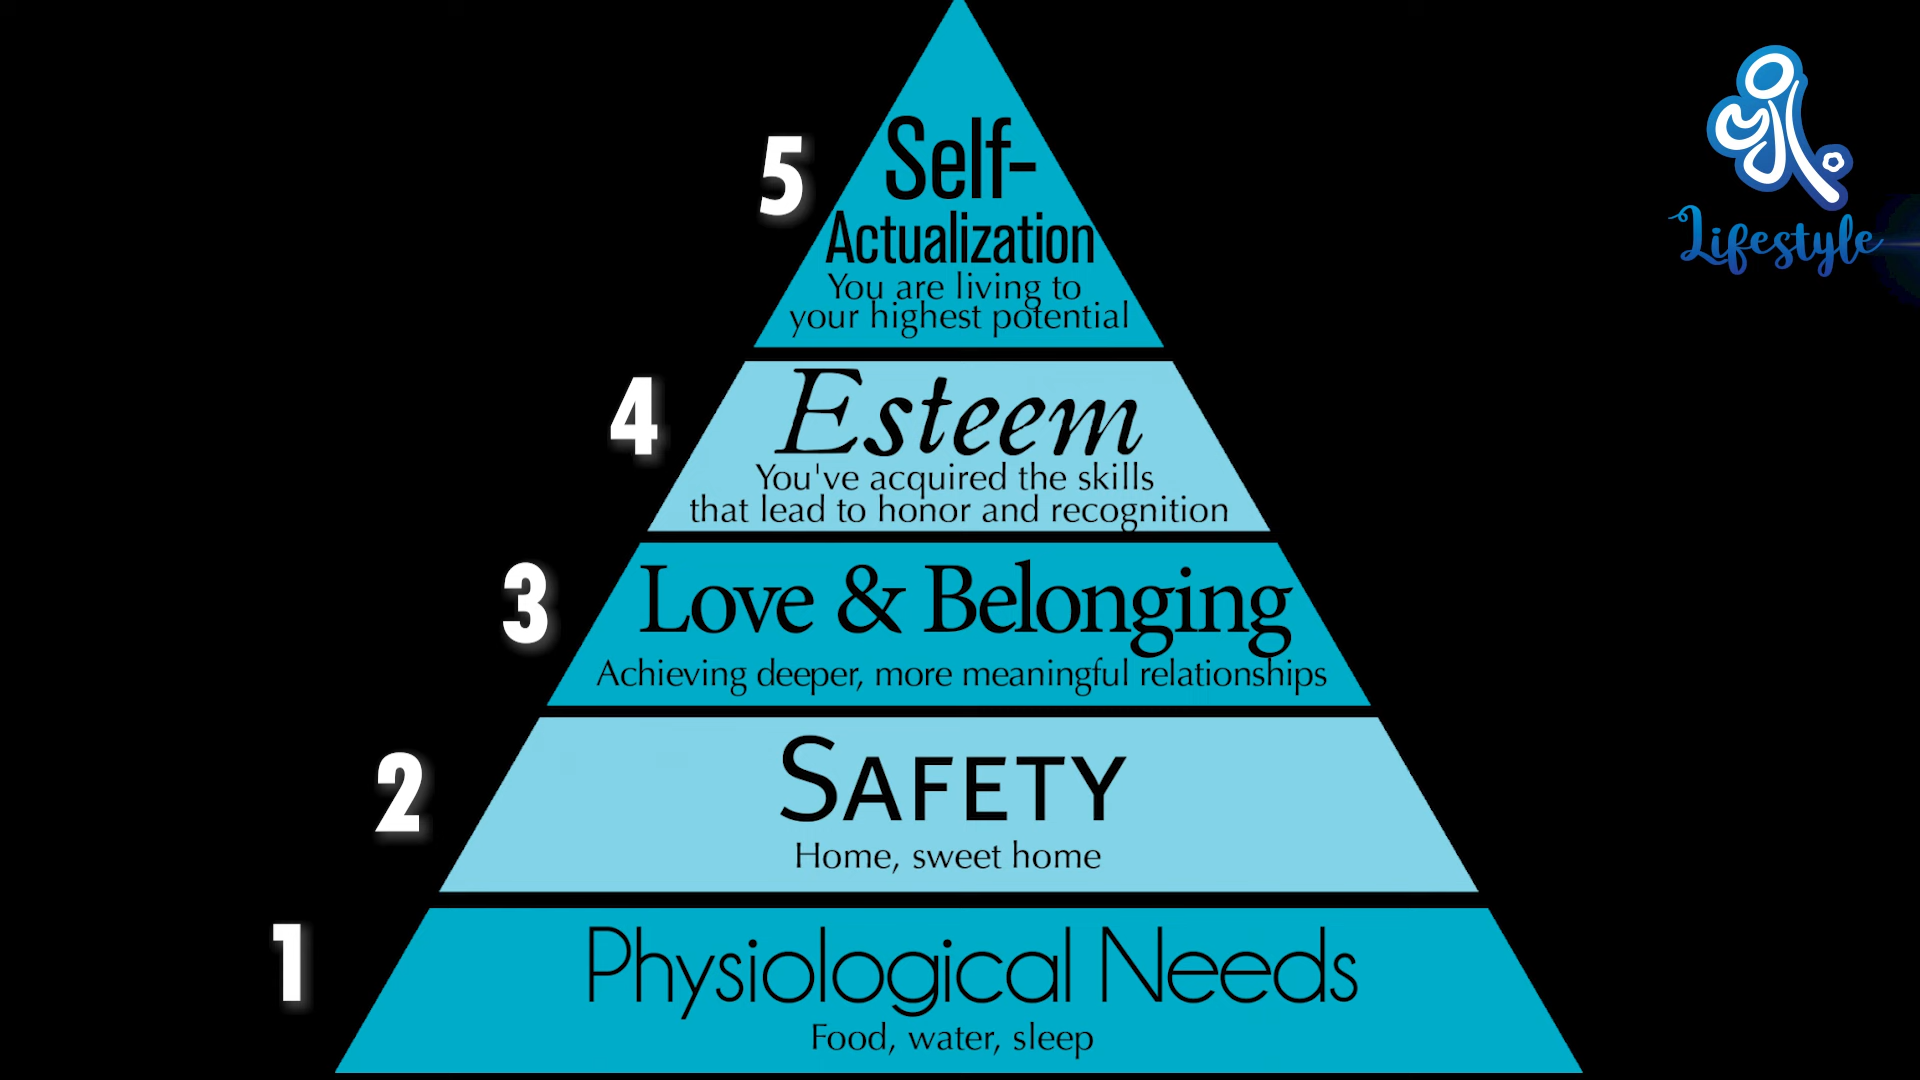 5
Self-
Actualization
You are living to
your highest potential
4
Esteem
You've acquired the skills
that lead to honor and recognition
3
Love & Belonging
Achieving deeper, more meaningful relationships
2
SAFETY
Home, sweet home
1
Physiological Needs
Food, water, sleep
Lifestyle